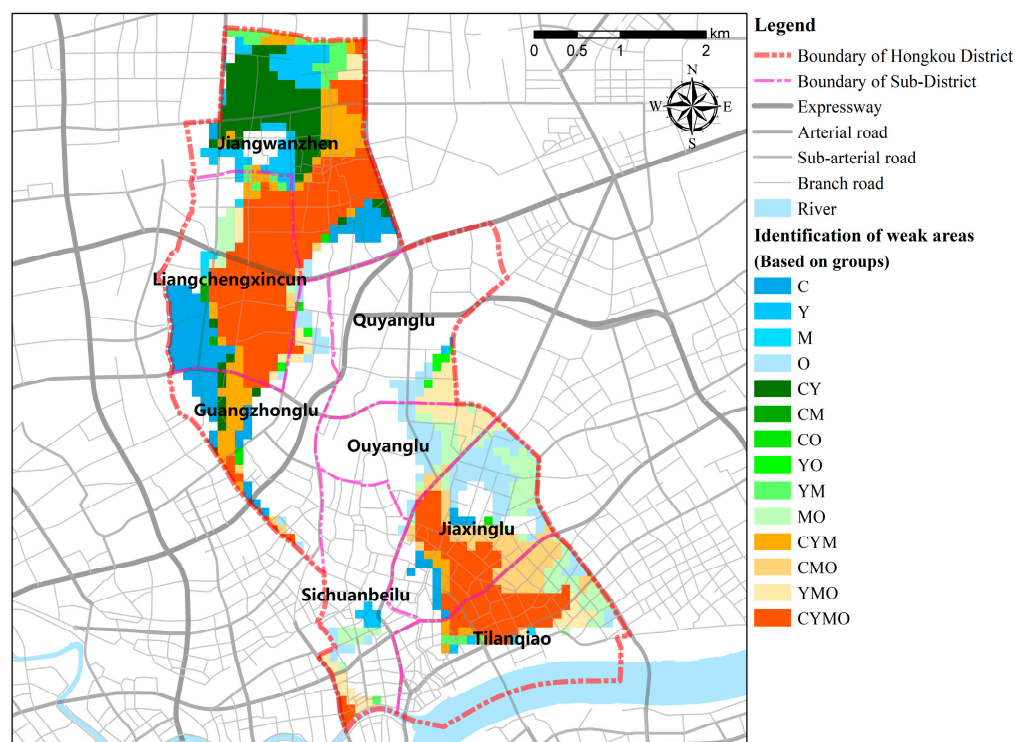 Legend
km
0 0.5 1 2
N
W E
S
Boundary of Hongkou District
Boundary of Sub-District
Expressway
Arterial road
Sub-arterial road
Branch road
River
Identification of weak areas
(Based on groups)
C
Y
M
O
CY
CM
CO
YO
YM
MO
CYM
CMO
YMO
CYMO
Jiangwanzhen
Liangchengxincun
Quyanglu
Guangzhonglu
Ouyanglu
Jiaxinglu
Sichuanbeilu
Tilanqiao